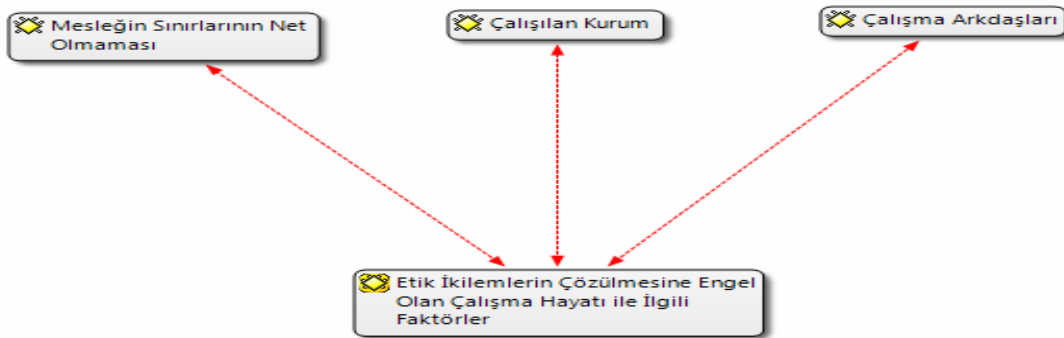 Mesleğin Sınırlarının Net
Olmaması
Çalışılan Kurum
Çalışma Arkdaşları
Etik İkilemlerin Çözülmesine Engel
Olan Çalışma Hayatı ile İlgili
Faktörler